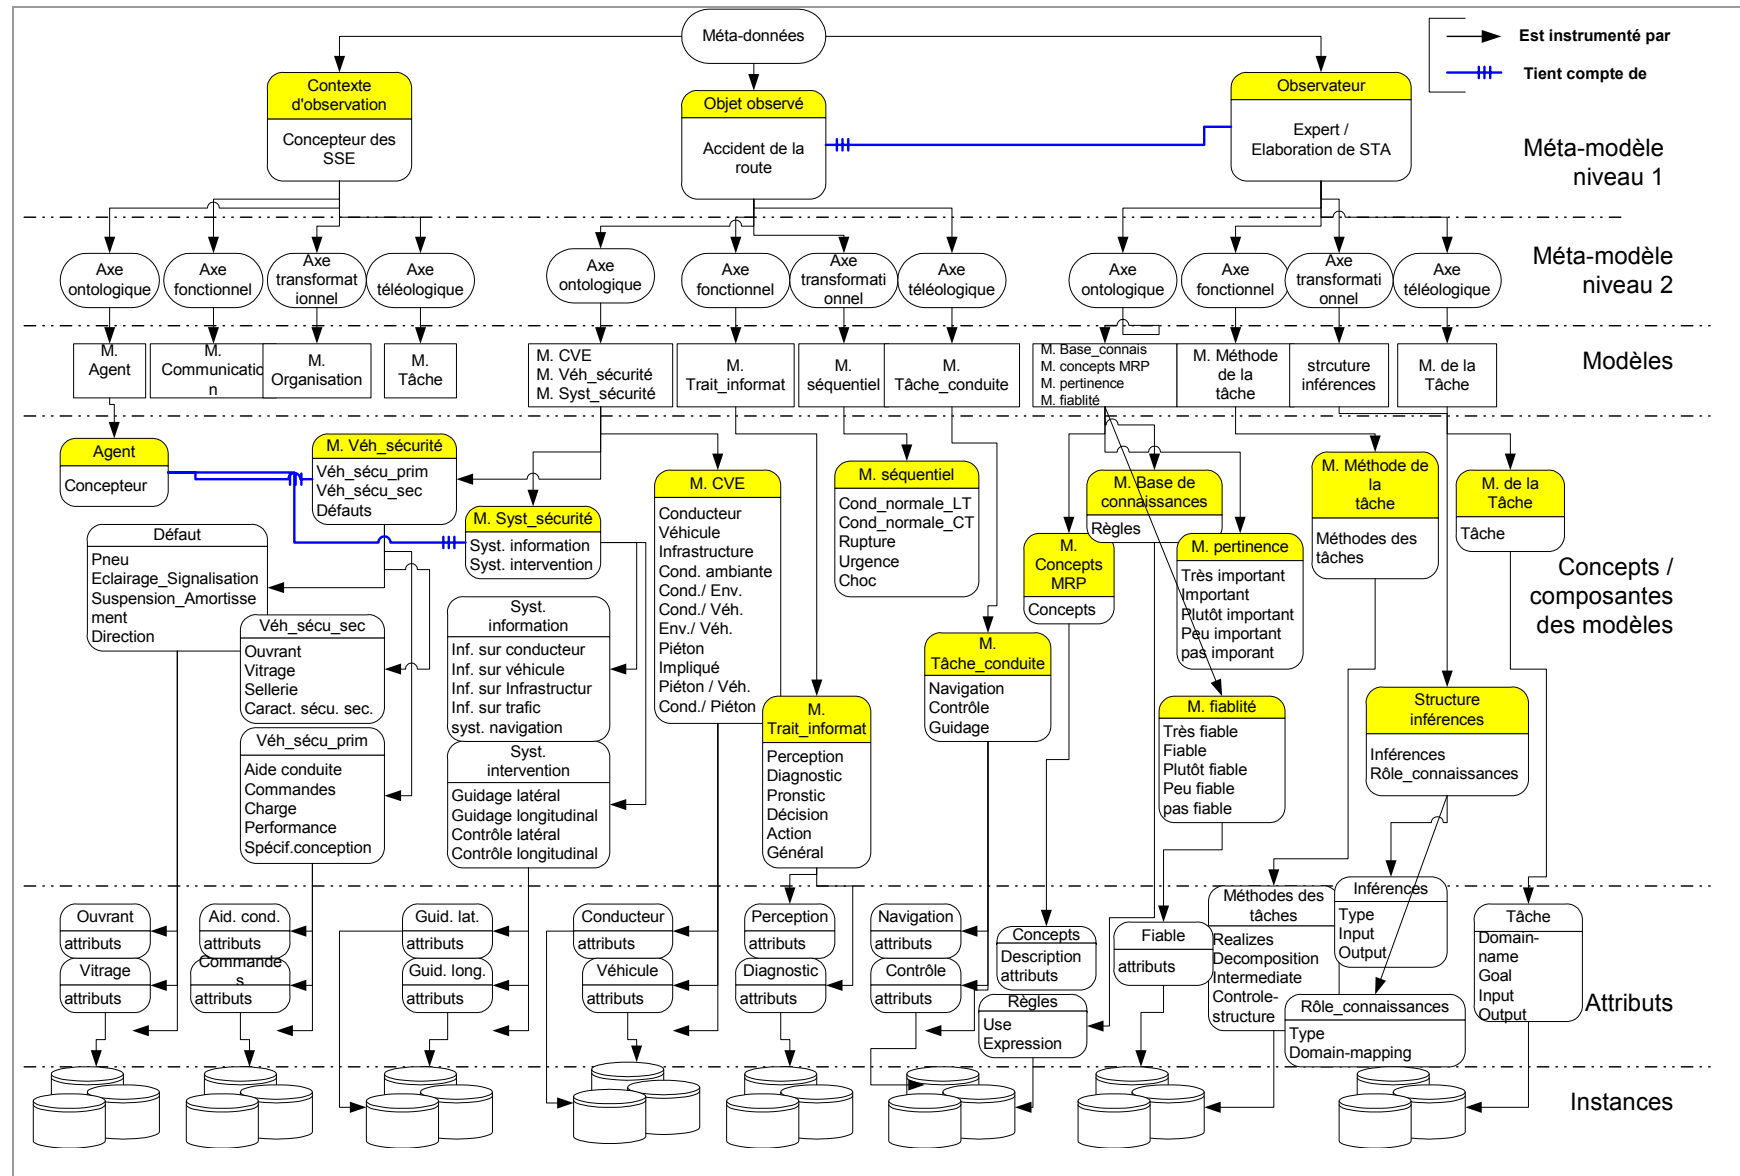 Méta-données
Est instrumenté par
Tient compte de
Contexte
d'observation
Concepteur des
SSE
Objet observé
Accident de la
route
Observateur
Expert /
Elaboration de STA
Méta-modèle
niveau 1
Axe
ontologique
Axe
fonctionnel
Axe
transformat
ionnel
Axe
téléologique
Axe
ontologique
Axe
fonctionnel
Axe
transformati
onnel
Axe
téléologique
Axe
ontologique
Axe
fonctionnel
Axe
transformati
onnel
Axe
téléologique
Méta-modèle
niveau 2
M.
Agent
M.
Communicatio
n
M.
Organisation
M.
Tâche
M. CVE
M. Véh_sécurité
M. Syst_sécurité
M.
Trait_informat
M.
séquentiel
M.
Tâche_conduite
M. Base_connais
M. concepts MRP
M. pertinence
M. fiablité
M. Méthode
de la
tâche
strcuture
inférences
M. de la
Tâche
Modèles
Agent
Concepteur
M. Véh_sécurité
Véh_sécu_prim
Véh_sécu_sec
Défauts
M. Syst_sécurité
Syst. information
Syst. intervention
M. CVE
Conducteur
Véhicule
Infrastructure
Cond. ambiante
Cond./ Env.
Cond./ Véh.
Env./ Véh.
Piéton
Impliqué
Piéton / Véh.
Cond./ Piéton
M. séquentiel
Cond_normale_LT
Cond_normale_CT
Rupture
Urgence
Choc
M.
Concepts
MRP
Concepts
M. Base de
connaissances
Règles
M. pertinence
Très important
Important
Plutôt important
Peu important
pas imporant
M. Méthode de
la
tâche
Méthodes des
tâches
M. de la
Tâche
Tâche
Concepts /
composantes
des modèles
Défaut
Pneu
Eclairage_Signalisation
Suspension_Amortisse
ment
Direction
Véh_sécu_sec
Ouvrant
Vitrage
Sellerie
Caract. sécu. sec.
Véh_sécu_prim
Aide conduite
Commandes
Charge
Performance
Spécif.conception
Syst.
information
Inf. sur conducteur
Inf. sur véhicule
Inf. sur Infrastructur
Inf. sur trafic
syst. navigation
Syst.
intervention
Guidage latéral
Guidage longitudinal
Contrôle latéral
Contrôle longitudinal
M.
Trait_informat
Perception
Diagnostic
Pronstic
Décision
Action
Général
M.
Tâche_conduite
Navigation
Contrôle
Guidage
M. fiablité
Très fiable
Fiable
Plutôt fiable
Peu fiable
pas fiable
Structure
inférences
Inférences
Rôle_connaissances
Ouvrant
attributs
Vitrage
attributs
Aid. cond.
attributs
Commande
s
attributs
Guid. lat.
attributs
Guid. long.
attributs
Conducteur
attributs
Véhicule
attributs
Perception
attributs
Diagnostic
attributs
Navigation
attributs
Contrôle
attributs
Concepts
Description
attributs
Règles
Use
Expression
Fiable
attributs
Méthodes des
tâches
Realizes
Decomposition
Intermediate
Controle-
structure
Inférences
Type
Input
Output
Rôle_connaissances
Type
Domain-mapping
Tâche
Domain-
name
Goal
Input
Output
Attributs
Instances